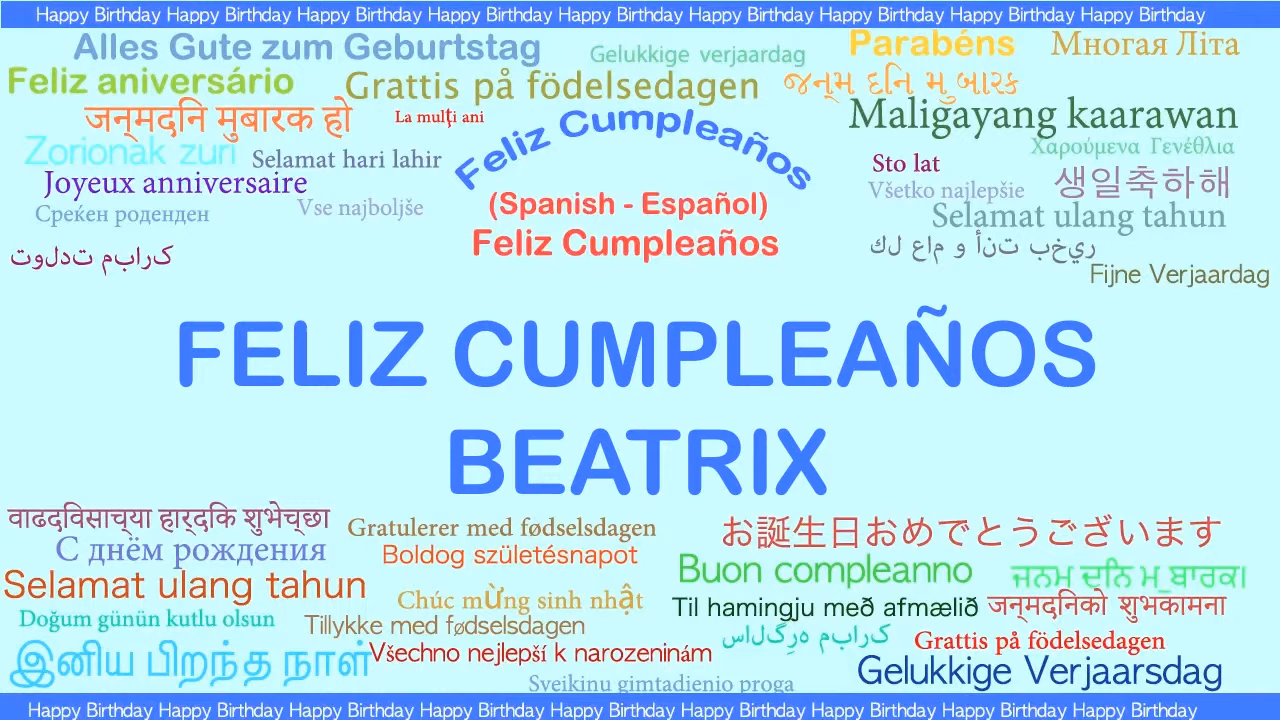 Happy Birthday Happy Birthday Happy Birthday Happy Birthday Happy Birthday Happy Birthday Happy Birthday Happy Birthday Happy Birthday
Alles Gute zum Geburtstag
Gelukkige verjaardag
Parabéns
Многая Літа
Feliz aniversário
Grattis på födelsedagen
જન્મ દિન મુબારક
जन्मदिन मुबारक हो
La mulţi ani
Feliz Cumpleaños
Maligayang kaarawan
Zorionak zuri
Selamat hari lahir
Sto lat
Χαρούμενα Γενέθλια
Joyeux anniversaire
(Spanish - Español)
Všetko najlepšie
생일축하해
Среќен роденден
Vse najboljše
Feliz Cumpleaños
Selamat ulang tahun
تولدت مبارک
كل عام و أنت بخير
Fijne Verjaardag
FELIZ CUMPLEAÑOS
BEATRIX
वाढदिवसाच्या हार्दिक शुभेच्छा
Gratulerer med fødselsdagen
お誕生日おめでとうございます
С днём рождения
Boldog születésnapot
Buon compleanno
ਜਨਮ ਦਿਨ ਮੁਬਾਰਕ।
Selamat ulang tahun
Chúc mừng sinh nhật
Til hamingju með afmælið
जन्मदिनको शुभकामना
Doğum günün kutlu olsun
Tillykke med fødselsdagen
سالگرہ مبارک
Grattis på födelsedagen
இனிய பிறந்த நாள்
Všechno nejlepší k narozeninám
Gelukkige Verjaarsdag
Sveikinu gimtadienio proga
Happy Birthday Happy Birthday Happy Birthday Happy Birthday Happy Birthday Happy Birthday Happy Birthday Happy Birthday Happy Birthday